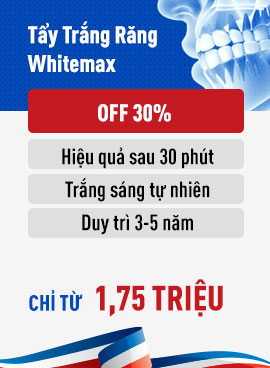 Tẩy Trắng Răng
Whitemax
OFF 30%
Hiệu quả sau 30 phút
Trắng sáng tự nhiên
Duy trì 3-5 năm
CHỈ TỪ 1,75 TRIỆU